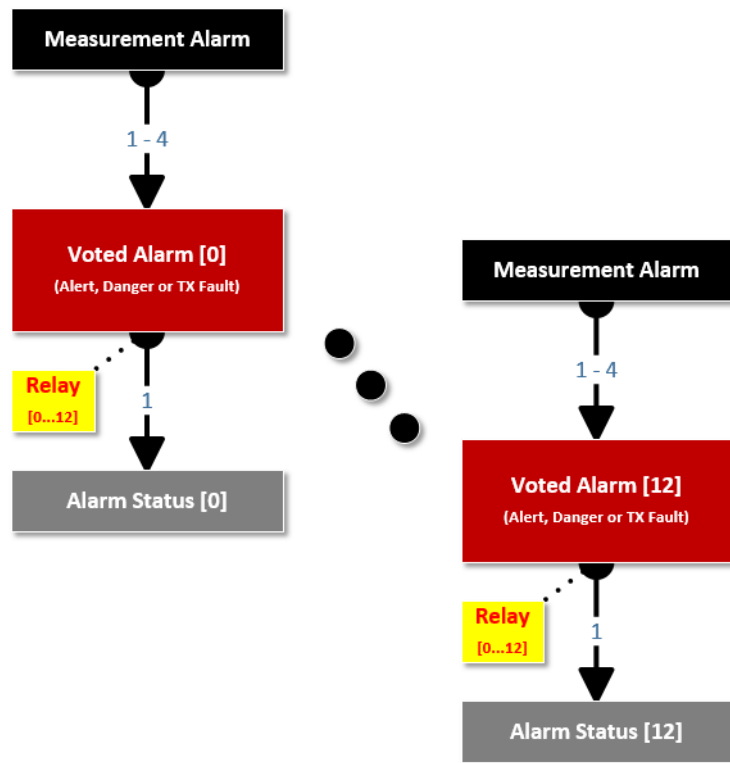 Measurement Alarm
1 - 4
Voted Alarm [0]
(Alert, Danger or TX Fault)
Relay
[0...12]
1
Alarm Status [0]
Measurement Alarm
1 - 4
Voted Alarm [12]
(Alert, Danger or TX Fault)
Relay
[0...12]
1
Alarm Status [12]